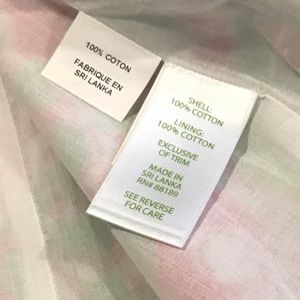 100% COTON
FABRIQUE EN
SRI LANKA
SHELL:
100% COTTON
LINING:
100% COTTON
EXCLUSIVE
OF TRIM
MADE IN
SRI LANKA
RN# 88189
SEE REVERSE
FOR CARE